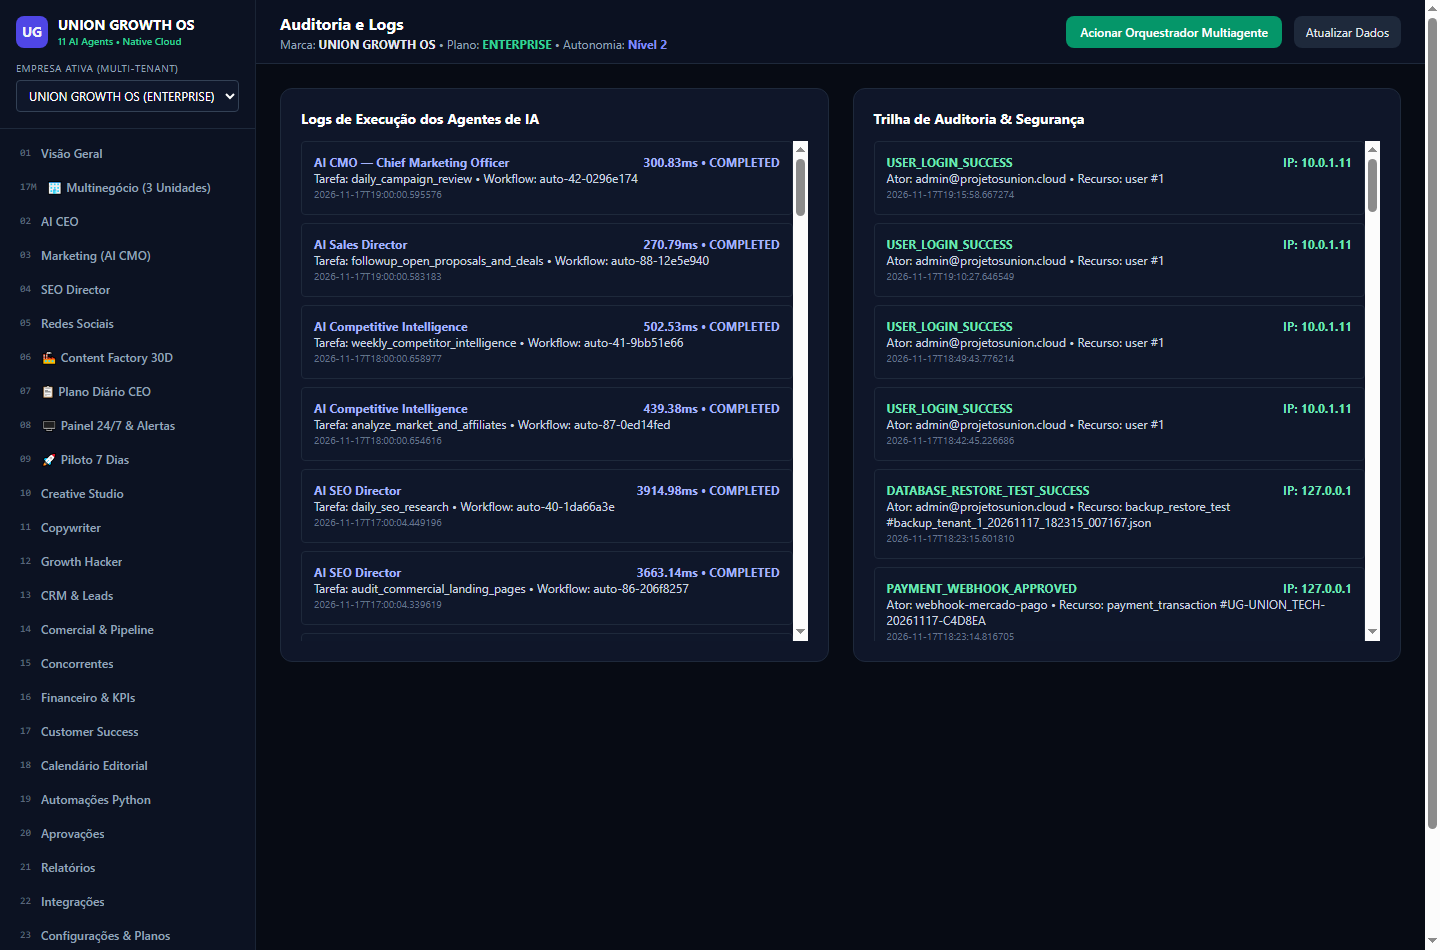 UG
UNION GROWTH OS
11 AI Agents • Native Cloud
EMPRESA ATIVA (MULTI-TENANT)
UNION GROWTH OS (ENTERPRISE)
01 Visão Geral
17M Multinegócio (3 Unidades)
02 AI CEO
03 Marketing (AI CMO)
04 SEO Director
05 Redes Sociais
06 Content Factory 30D
07 Plano Diário CEO
08 Painel 24/7 & Alertas
09 Piloto 7 Dias
10 Creative Studio
11 Copywriter
12 Growth Hacker
13 CRM & Leads
14 Comercial & Pipeline
15 Concorrentes
16 Financeiro & KPIs
17 Customer Success
18 Calendário Editorial
19 Automações Python
20 Aprovações
21 Relatórios
22 Integrações
23 Configurações & Planos
Auditoria e Logs
Marca: UNION GROWTH OS • Plano: ENTERPRISE • Autonomia: Nível 2
Acionar Orquestrador Multiagente
Atualizar Dados
Logs de Execução dos Agentes de IA
AI CMO — Chief Marketing Officer 300.83ms • COMPLETED
Tarefa: daily_campaign_review • Workflow: auto-42-0296e174
2026-11-17T19:00:00.595576
AI Sales Director 270.79ms • COMPLETED
Tarefa: followup_open_proposals_and_deals • Workflow: auto-88-12e5e940
2026-11-17T19:00:00.583183
AI Competitive Intelligence 502.53ms • COMPLETED
Tarefa: weekly_competitor_intelligence • Workflow: auto-41-9bb51e66
2026-11-17T18:00:00.658977
AI Competitive Intelligence 439.38ms • COMPLETED
Tarefa: analyze_market_and_affiliates • Workflow: auto-87-0ed14fed
2026-11-17T18:00:00.654616
AI SEO Director 3914.98ms • COMPLETED
Tarefa: daily_seo_research • Workflow: auto-40-1da66a3e
2026-11-17T17:00:04.449196
AI SEO Director 3663.14ms • COMPLETED
Tarefa: audit_commercial_landing_pages • Workflow: auto-86-206f8257
2026-11-17T17:00:04.339619
Trilha de Auditoria & Segurança
USER_LOGIN_SUCCESS IP: 10.0.1.11
Ator: admin@projetosunion.cloud • Recurso: user #1
2026-11-17T19:15:58.667274
USER_LOGIN_SUCCESS IP: 10.0.1.11
Ator: admin@projetosunion.cloud • Recurso: user #1
2026-11-17T19:10:27.646549
USER_LOGIN_SUCCESS IP: 10.0.1.11
Ator: admin@projetosunion.cloud • Recurso: user #1
2026-11-17T18:49:43.776214
USER_LOGIN_SUCCESS IP: 10.0.1.11
Ator: admin@projetosunion.cloud • Recurso: user #1
2026-11-17T18:42:45.226686
DATABASE_RESTORE_TEST_SUCCESS IP: 127.0.0.1
Ator: admin@projetosunion.cloud • Recurso: backup_restore_test
#backup_tenant_1_20261117_182315_007167.json
2026-11-17T18:23:15.601810
PAYMENT_WEBHOOK_APPROVED IP: 127.0.0.1
Ator: webhook-mercado-pago • Recurso: payment_transaction #UG-UNION_TECH-
20261117-C4D8EA
2026-11-17T18:23:14.816705